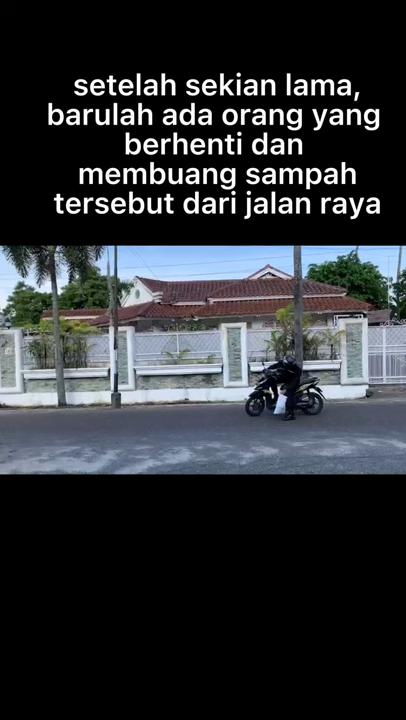 setelah sekian lama,
barulah ada orang yang
berhenti dan
membuang sampah
tersebut dari jalan raya